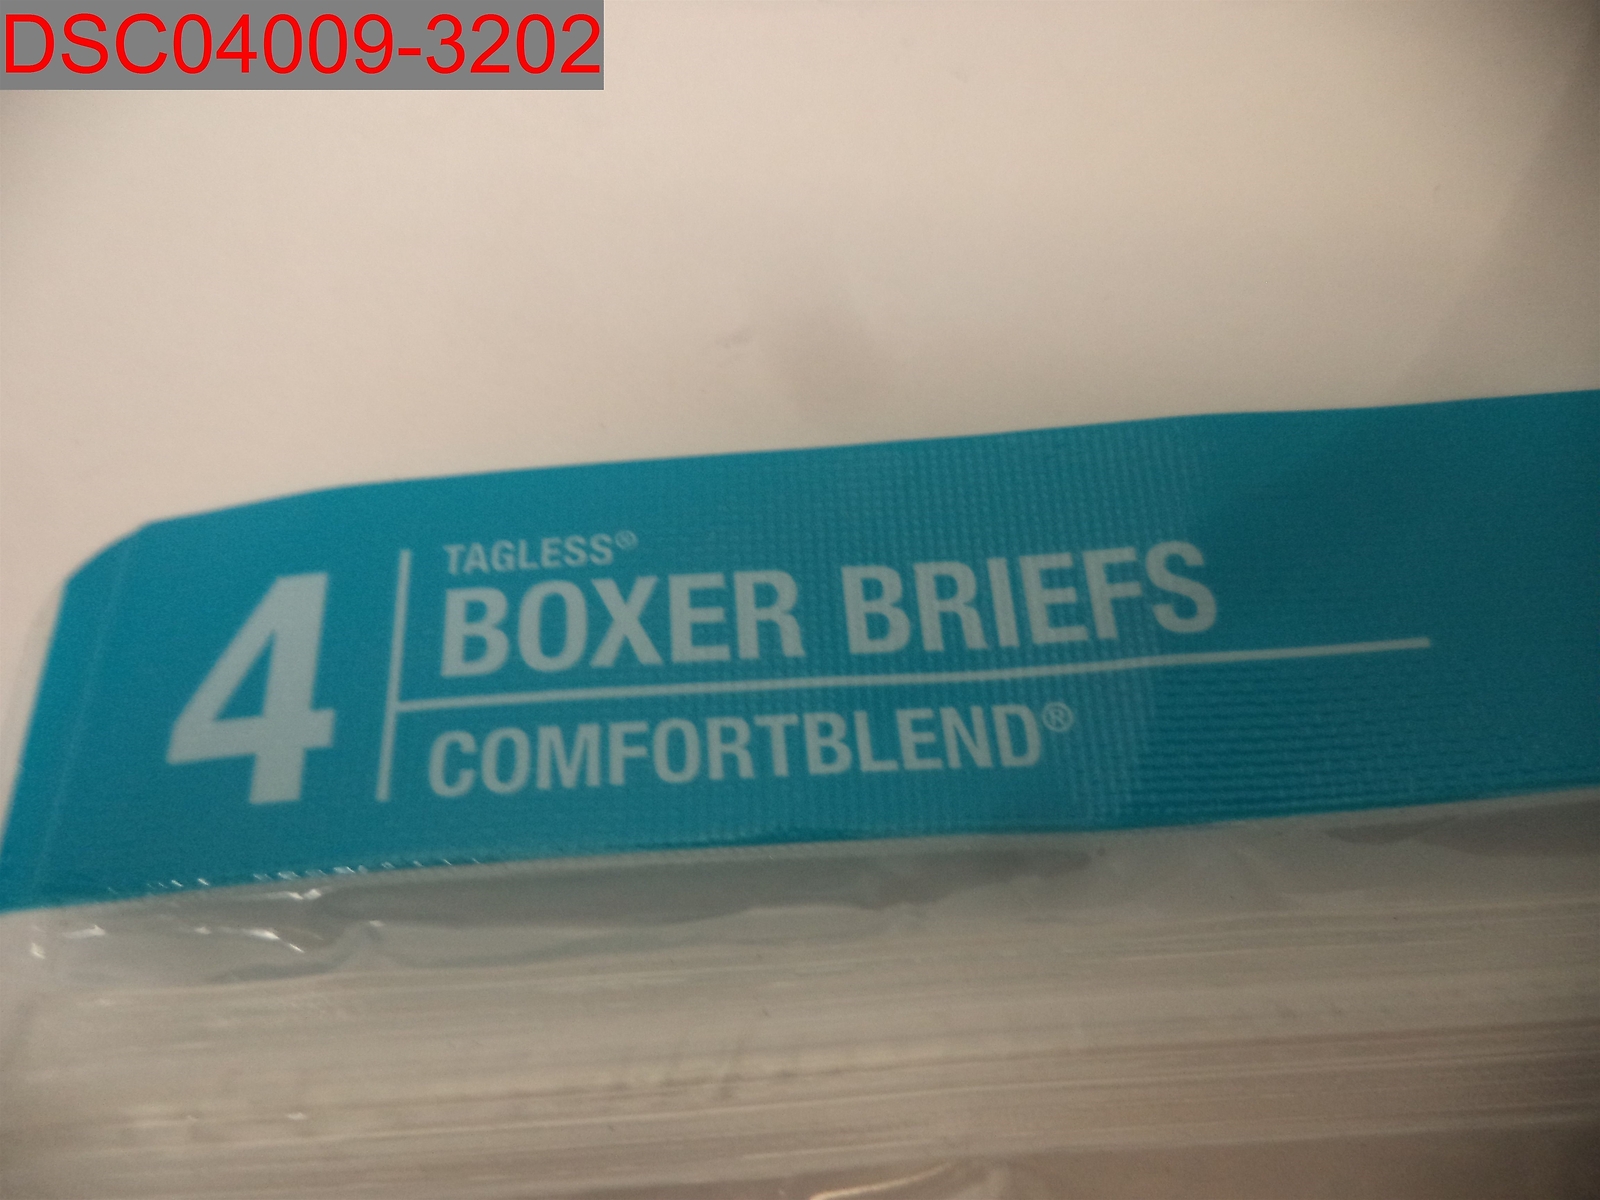 DSC04009-3202
4
TAGLESS®
BOXER BRIEFS
COMFORTBLEND®